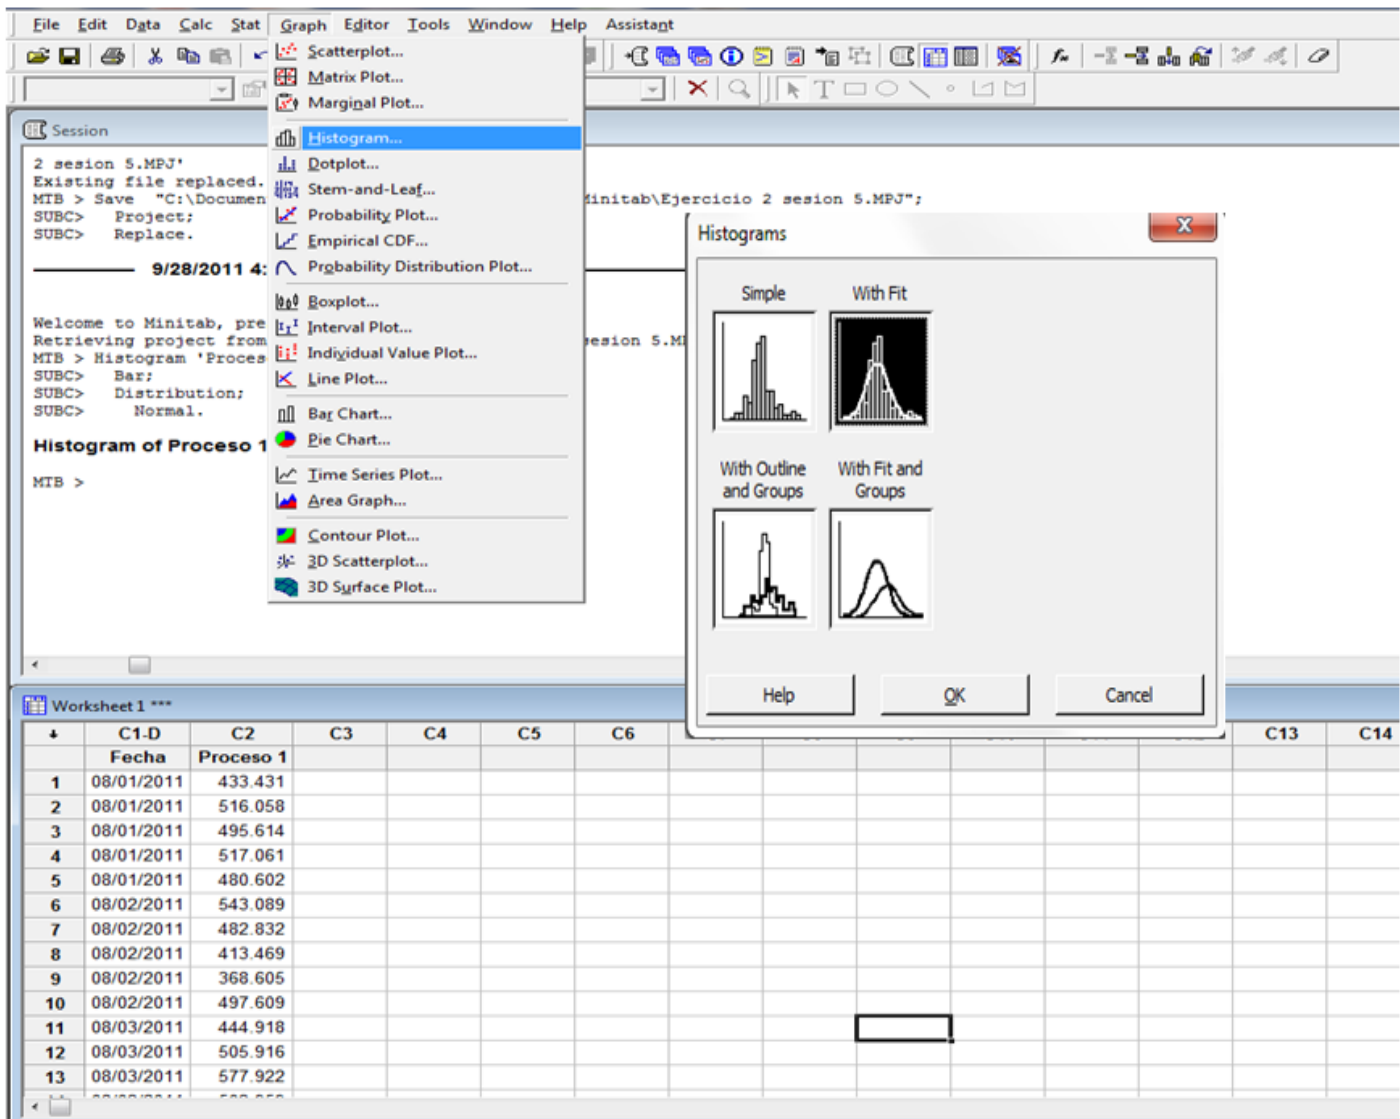 File Edit Data Calc Stat Graph Editor Tools Window Help Assistant
Scatterplot...
Matrix Plot...
Marginal Plot...
Histogram...
Dotplot...
Stem-and-Leaf...
Probability Plot...
Empirical CDF...
Probability Distribution Plot...
Boxplot...
Interval Plot...
Individual Value Plot...
Line Plot...
Bar Chart...
Pie Chart...
Time Series Plot...
Area Graph...
Contour Plot...
3D Scatterplot...
3D Surface Plot...
Session
2 sesion 5.MPJ'
Existing file replaced.
MTB > Save "C:\Documen initab\Ejercicio 2 sesion 5.MPJ";
SUBC> Project;
SUBC> Replace.
9/28/2011 4:
Welcome to Minitab, pre
Retrieving project from esion 5.M
MTB > Histogram 'Proces
SUBC> Bar;
SUBC> Distribution;
SUBC> Normal.
Histogram of Proceso 1
MTB >
Histograms
X
Simple With Fit
With Outline and Groups
With Fit and Groups
Help OK Cancel
Worksheet 1 ***
C1-D C2 C3 C4 C5 C6 C13 C14
Fecha Proceso 1
1 08/01/2011 433.431
2 08/01/2011 516.058
3 08/01/2011 495.614
4 08/01/2011 517.061
5 08/01/2011 480.602
6 08/02/2011 543.089
7 08/02/2011 482.832
8 08/02/2011 413.469
9 08/02/2011 368.605
10 08/02/2011 497.609
11 08/03/2011 444.918
12 08/03/2011 505.916
13 08/03/2011 577.922